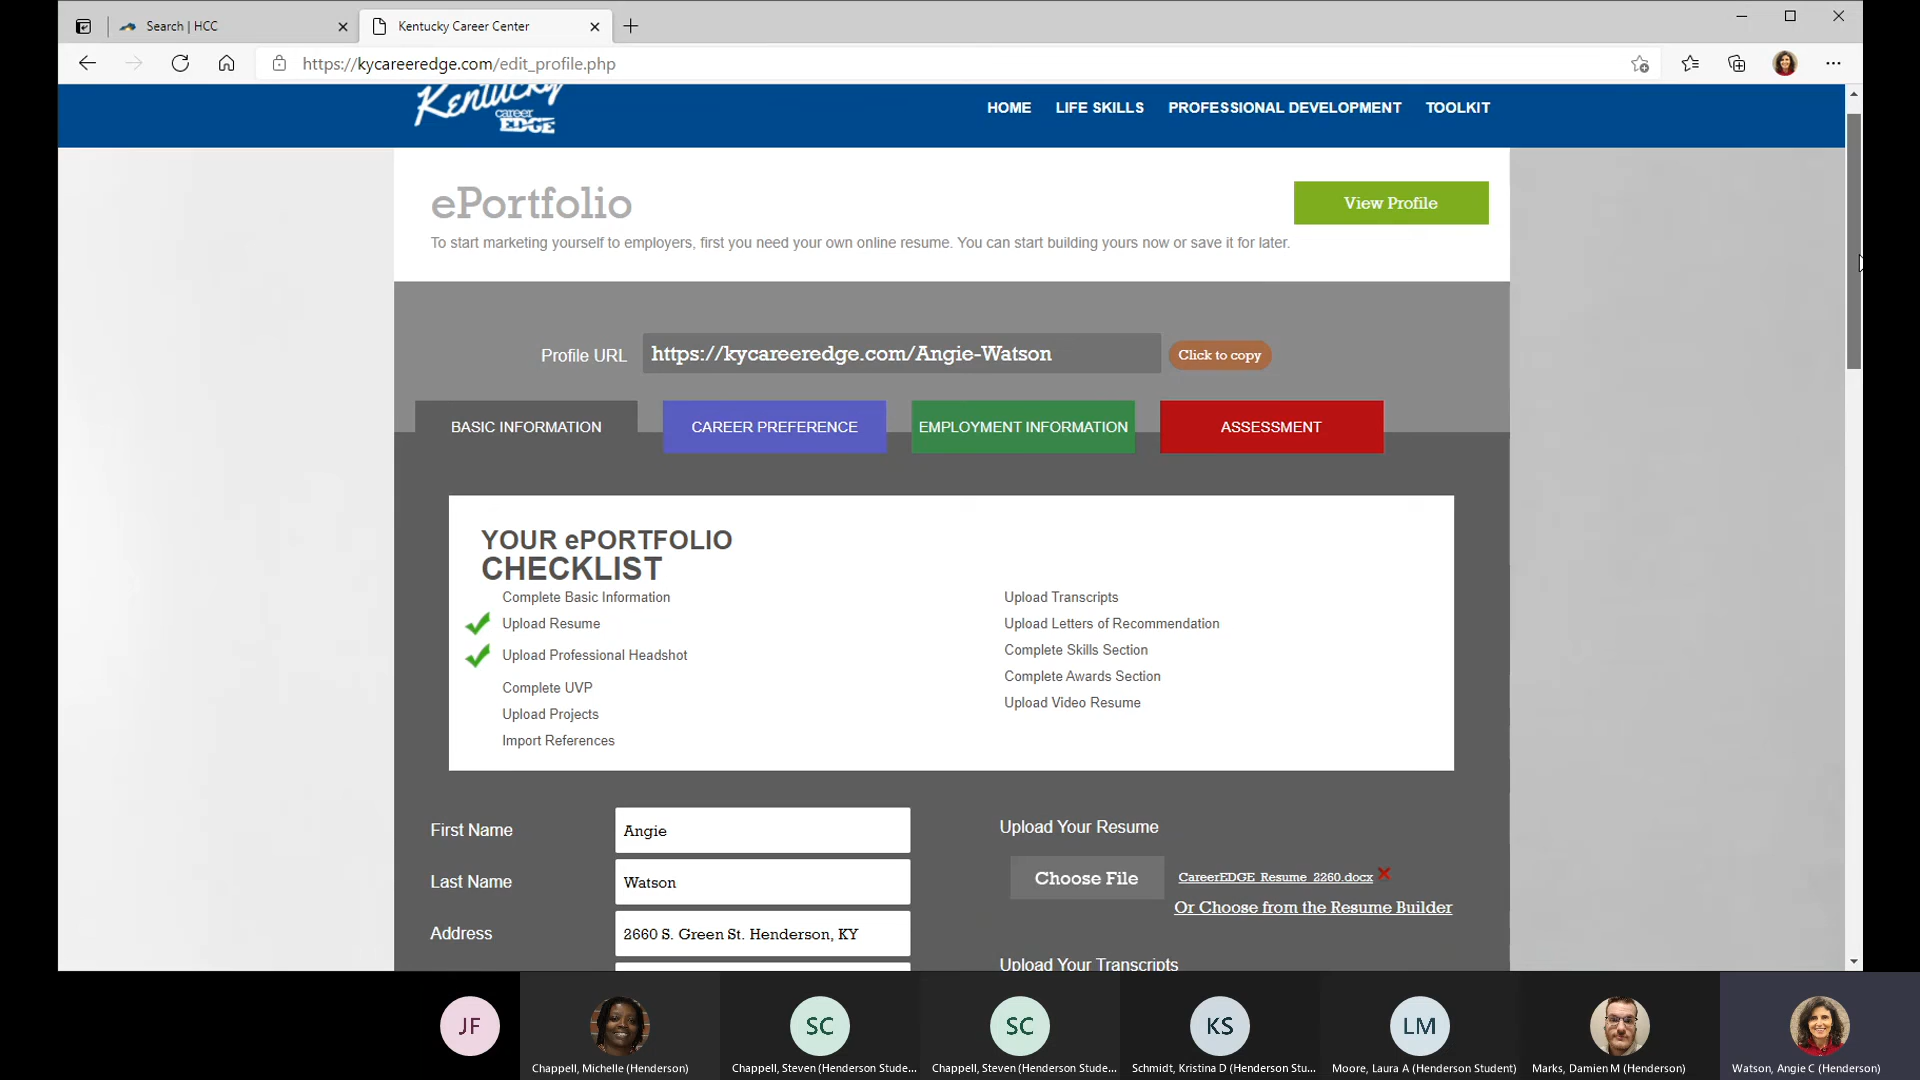 Search | HCC
Kentucky Career Center
https://kycareeredge.com/edit_profile.php
Kentucky
career
EDGE
HOME
LIFE SKILLS
PROFESSIONAL DEVELOPMENT
TOOLKIT
ePortfolio
View Profile
To start marketing yourself to employers, first you need your own online resume. You can start building yours now or save it for later.
Profile URL
https://kycareeredge.com/Angie-Watson
Click to copy
BASIC INFORMATION
CAREER PREFERENCE
EMPLOYMENT INFORMATION
ASSESSMENT
YOUR ePORTFOLIO
CHECKLIST
Complete Basic Information
Upload Resume
Upload Professional Headshot
Complete UVP
Upload Projects
Import References
Upload Transcripts
Upload Letters of Recommendation
Complete Skills Section
Complete Awards Section
Upload Video Resume
First Name
Angie
Last Name
Watson
Address
2660 S. Green St. Henderson, KY
Upload Your Resume
Choose File
CareerEDGE_Resume_2260.docx
Or Choose from the Resume Builder
Upload Your Transcripts
JF
SC
SC
KS
LM
Chappell, Michelle (Henderson)
Chappell, Steven (Henderson Stude...
Chappell, Steven (Henderson Stude...
Schmidt, Kristina D (Henderson Stu...
Moore, Laura A (Henderson Student)
Marks, Damien M (Henderson)
Watson, Angie C (Henderson)